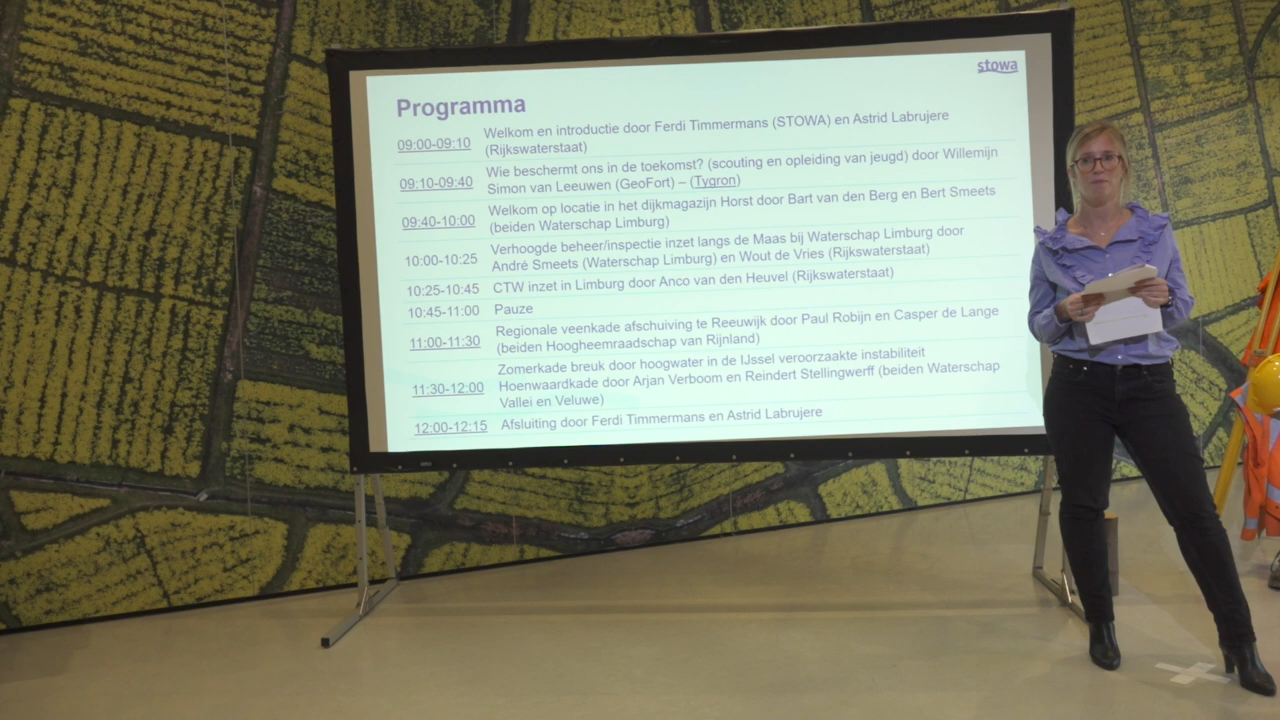 stowa
Programma
09:00-09:10 Welkom en introductie door Ferdi Timmermans (STOWA) en Astrid Labrujere
(Rijkswaterstaat)
09:10-09:40 Wie beschermt ons in de toekomst? (scouting en opleiding van jeugd) door Willemijn
Simon van Leeuwen (GeoFort) – (Tygron)
09:40-10:00 Welkom op locatie in het dijkmagazijn Horst door Bart van den Berg en Bert Smeets
(beiden Waterschap Limburg)
10:00-10:25 Verhoogde beheer/inspectie inzet langs de Maas bij Waterschap Limburg door
André Smeets (Waterschap Limburg) en Wout de Vries (Rijkswaterstaat)
10:25-10:45 CTW inzet in Limburg door Anco van den Heuvel (Rijkswaterstaat)
10:45-11:00 Pauze
11:00-11:30 Regionale veenkade afschuiving te Reeuwijk door Paul Robijn en Casper de Lange
(beiden Hoogheemraadschap van Rijnland)
11:30-12:00 Zomerkade breuk door hoogwater in de IJssel veroorzaakte instabiliteit
Hoenwaardkade door Arjan Verboom en Reindert Stellingwerff (beiden Waterschap
Vallei en Veluwe)
12:00-12:15 Afsluiting door Ferdi Timmermans en Astrid Labrujere